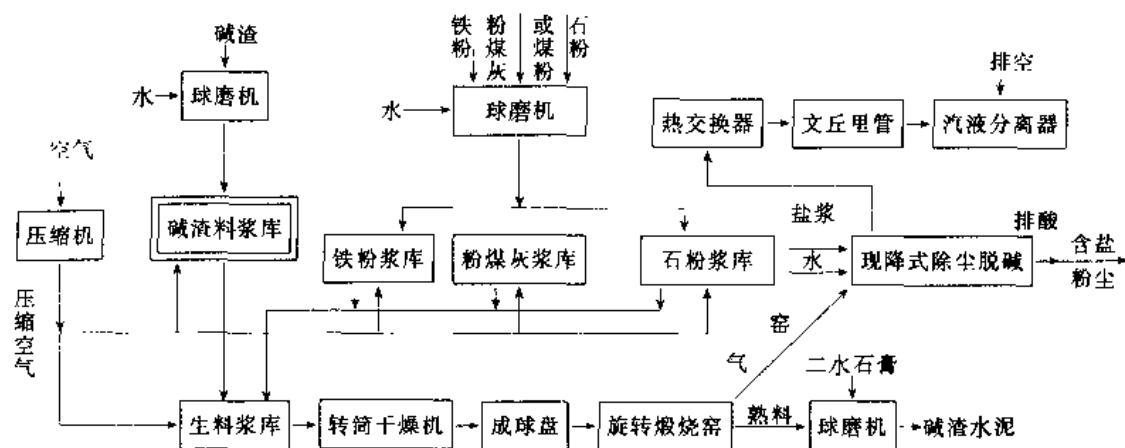 碱渣
铁粉
粉煤灰
或煤粉
石粉
排空
水
球磨机
水
球磨机
热交换器
文丘里管
汽液分离器
空气
压缩机
碱渣料浆库
铁粉浆库
粉煤灰浆库
石粉浆库
盐浆
水
排酸
现降式除尘脱碱
含盐
粉尘
压缩空气
窑
气
二水石膏
生料浆库
转筒干燥机
成球盘
旋转煅烧窑
熟料
球磨机
碱渣水泥